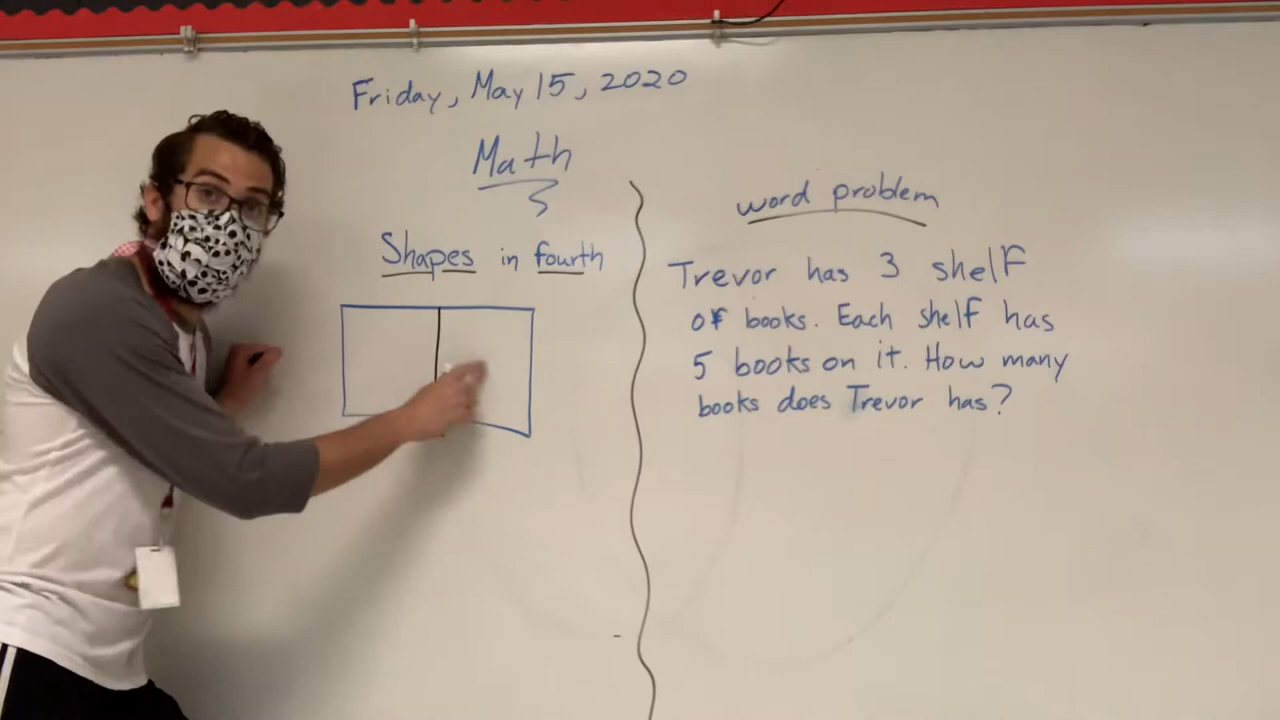 Friday, May 15, 2020
Math
Shapes in fourth
word problem
Trevor has 3 shelf
of books. Each shelf has
5 books on it. How many
books does Trevor has?